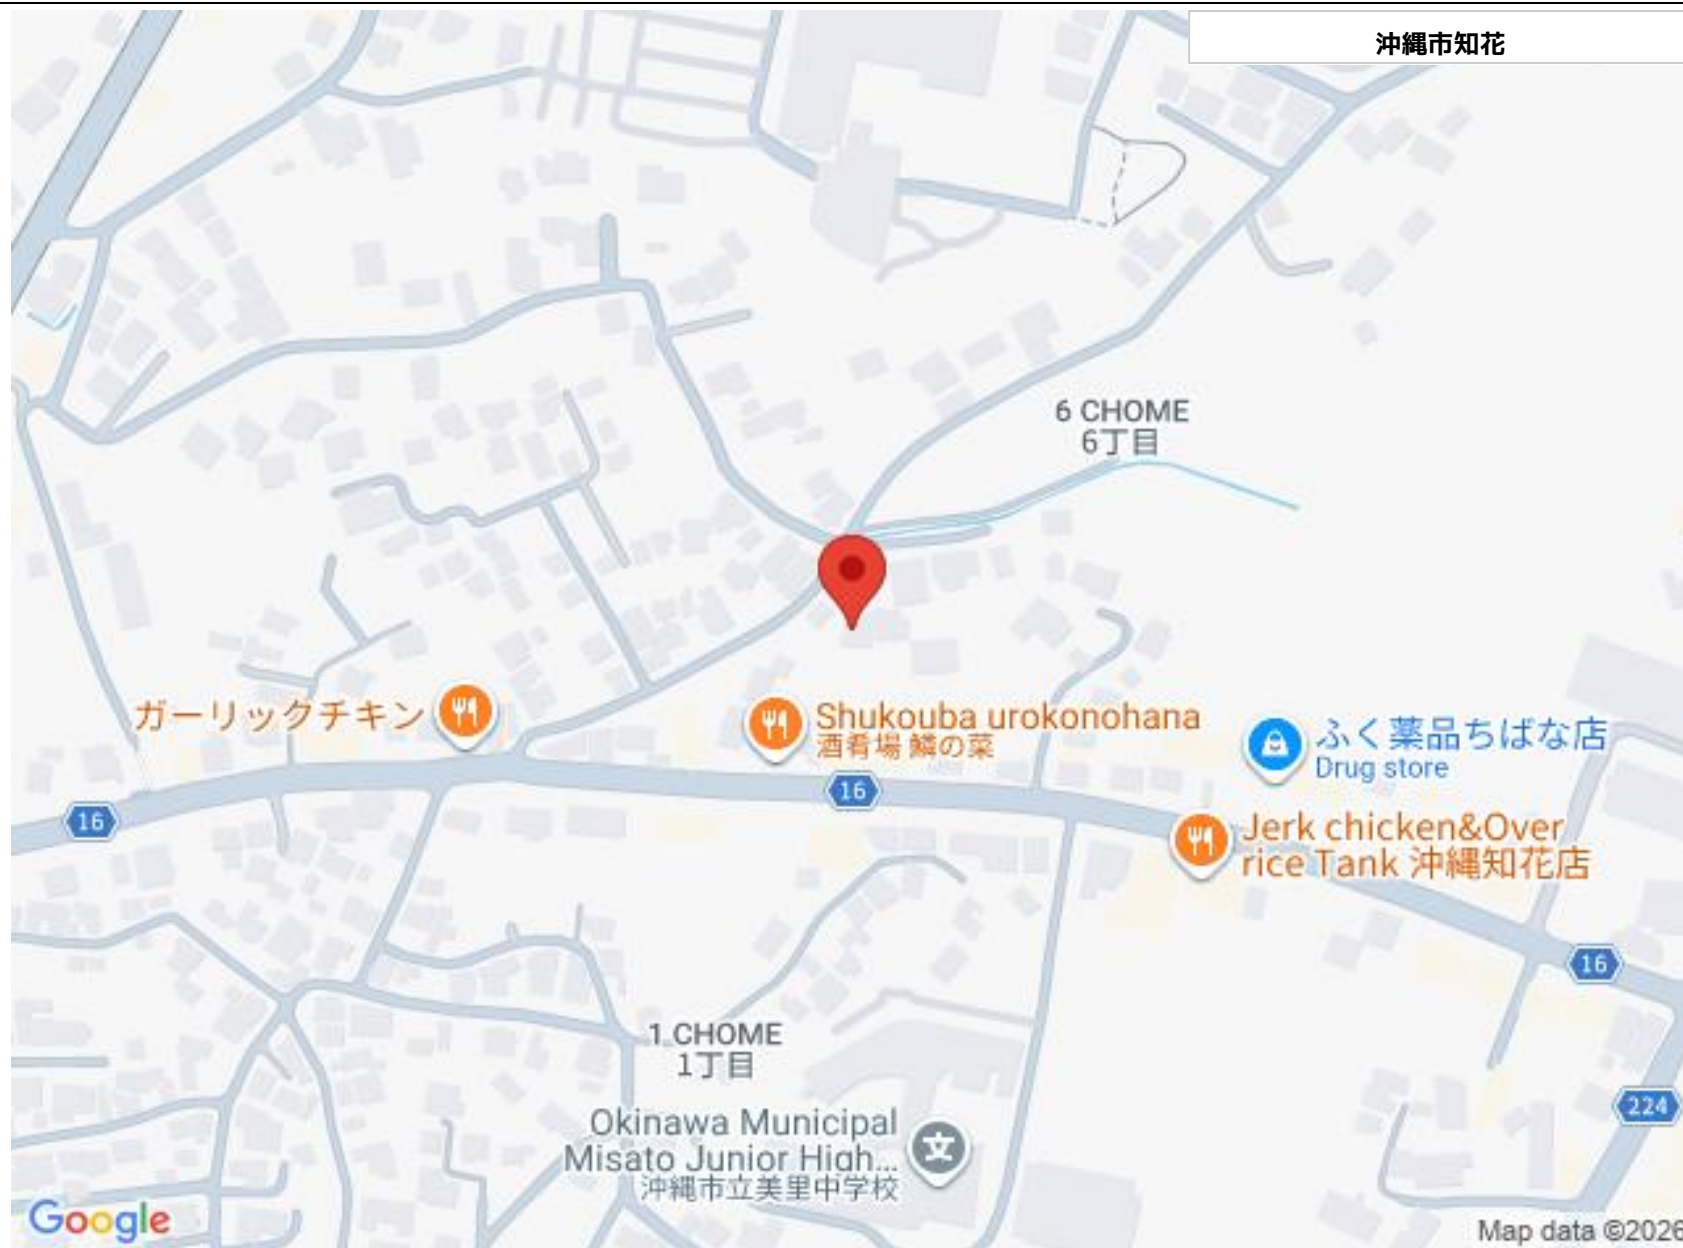 沖縄市知花
6 CHOME
6丁目
ガーリックチキン
Shukouba urokonohana
酒肴場 鱗の菜
ふく薬品ちばな店
Drug store
16
16
Jerk chicken&Over
rice Tank 沖縄知花店
16
1 CHOME
1丁目
224
Okinawa Municipal
Misato Junior High...
沖縄市立美里中学校
文
Google
Map data ©2026